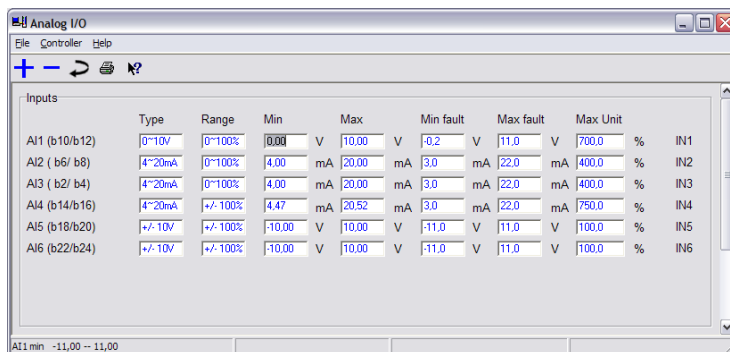 Analog I/O
File Controller Help
Inputs
Type Range Min Max Min fault Max fault Max Unit
AI1 (b10/b12) 0~10V 0~100% 0,00 V 10,00 V -0,2 V 11,0 V 700,0 % IN1
AI2 ( b6/ b8) 4~20mA 0~100% 4,00 mA 20,00 mA 3,0 mA 22,0 mA 400,0 % IN2
AI3 ( b2/ b4) 4~20mA 0~100% 4,00 mA 20,00 mA 3,0 mA 22,0 mA 400,0 % IN3
AI4 (b14/b16) 4~20mA +/- 100% 4,47 mA 20,52 mA 3,0 mA 22,0 mA 750,0 % IN4
AI5 (b18/b20) +/- 10V +/- 100% -10,00 V 10,00 V -11,0 V 11,0 V 100,0 % IN5
AI6 (b22/b24) +/- 10V +/- 100% -10,00 V 10,00 V -11,0 V 11,0 V 100,0 % IN6
AI1 min -11,00 -- 11,00